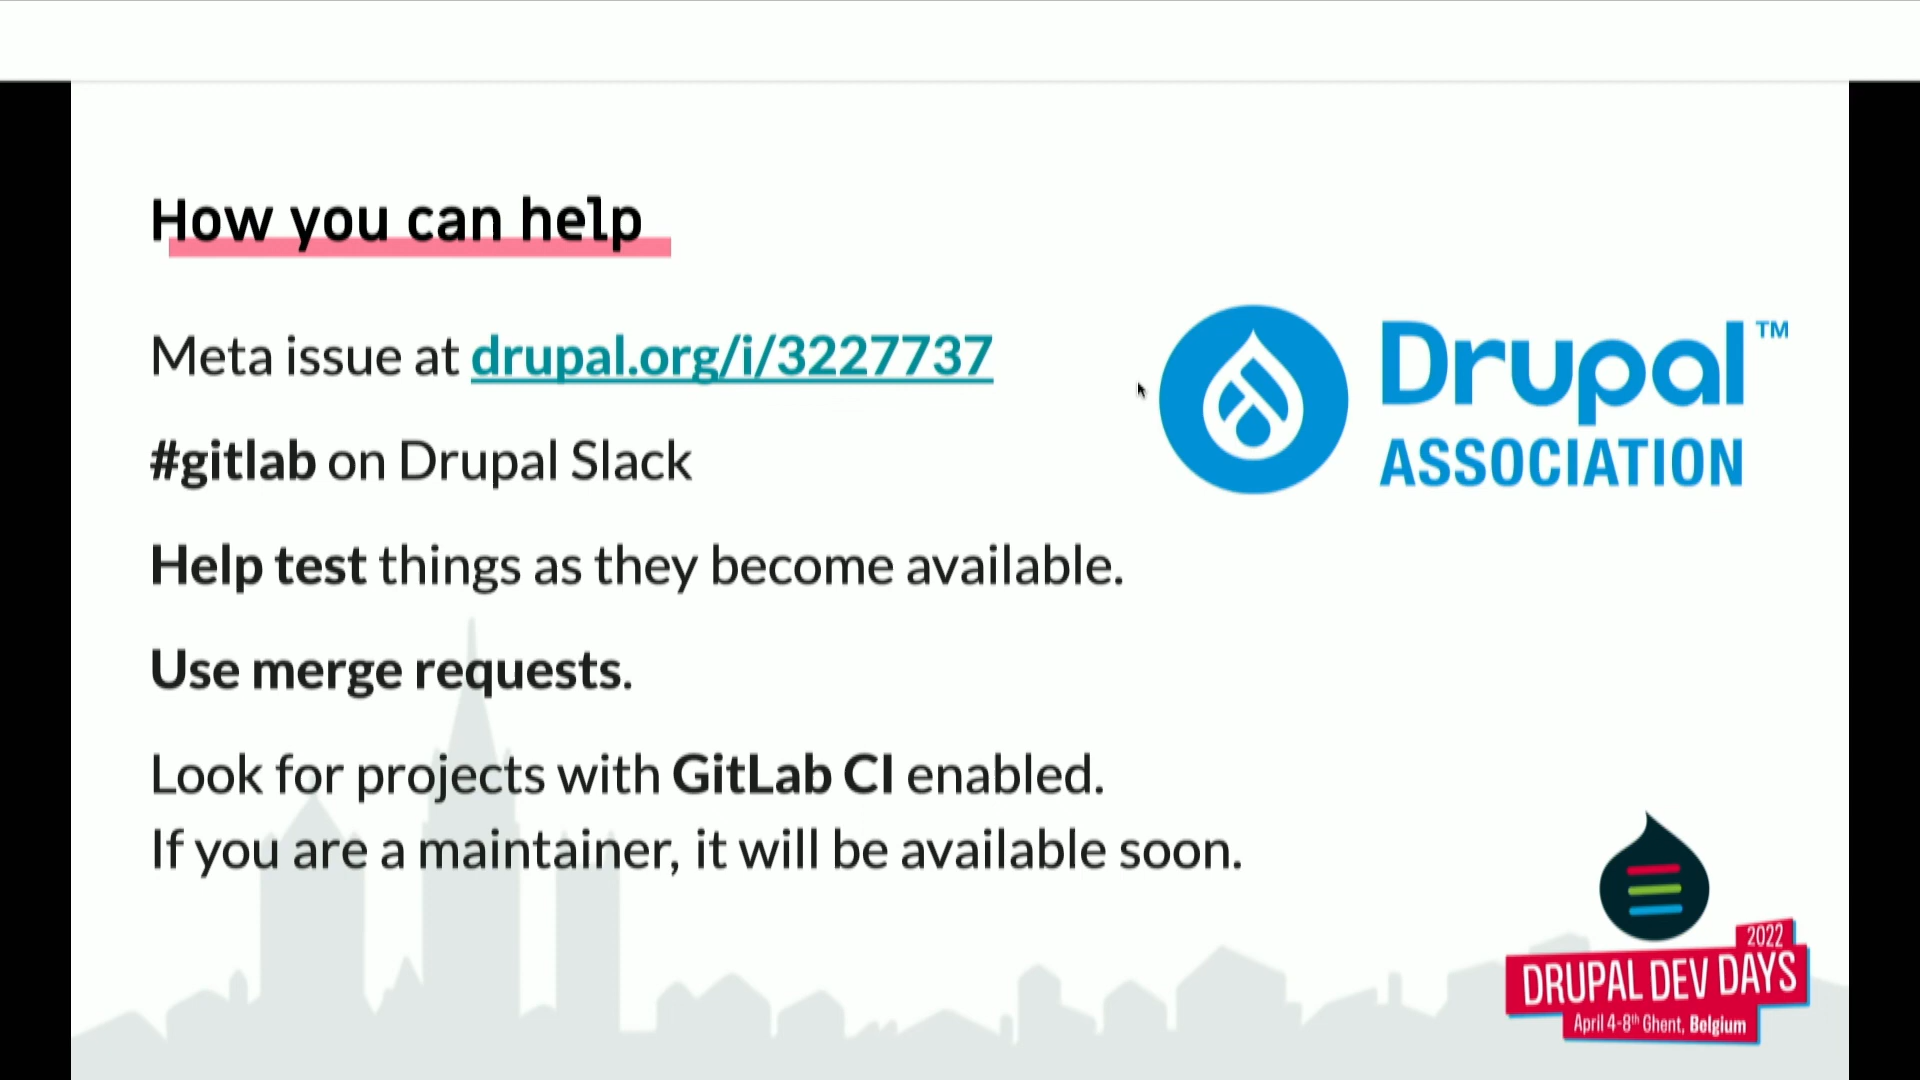 How you can help
Meta issue at drupal.org/i/3227737
#gitlab on Drupal Slack
Help test things as they become available.
Use merge requests.
Look for projects with GitLab CI enabled.
If you are a maintainer, it will be available soon.
Drupal™
ASSOCIATION
2022
DRUPAL DEV DAYS
April 4-8th Ghent, Belgium